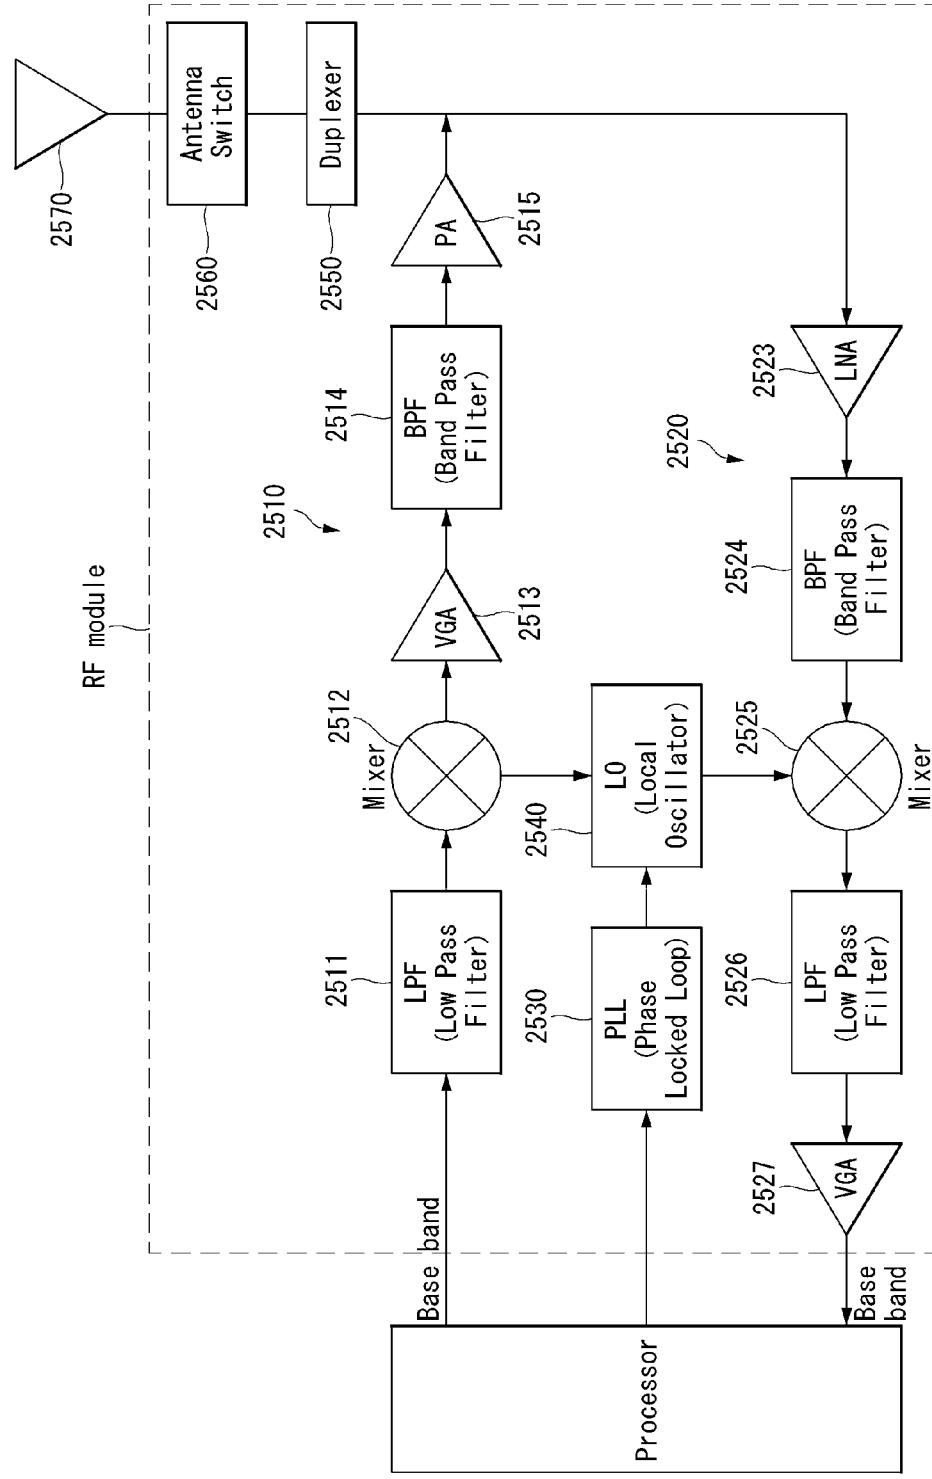 RF module
2570
Antenna
Switch
2560
Duplexer
2550
Processor
Base band
LPF
(Low Pass
Filter)
2511
Mixer
2512
VGA
2513
2510
BPF
(Band Pass
Filter)
2514
PA
2515
PLL
(Phase
Locked Loop)
2530
LO
(Local
Oscillator)
2540
2520
LNA
2523
BPF
(Band Pass
Filter)
2524
Mixer
2525
LPF
(Low Pass
Filter)
2526
VGA
2527
Base
band